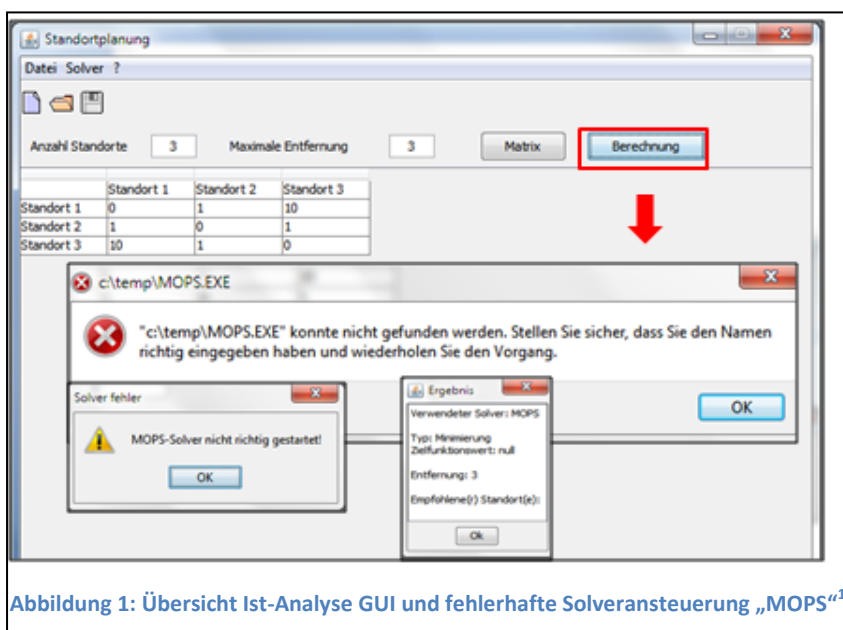 Standortplanung
Datei Solver ?
Anzahl Standorte 3 Maximale Entfernung 3 Matrix Berechnung
Standort 1 Standort 2 Standort 3
Standort 1 0 1 10
Standort 2 1 0 1
Standort 3 10 1 0
c:\temp\MOPS.EXE
"c:\temp\MOPS.EXE" konnte nicht gefunden werden. Stellen Sie sicher, dass Sie den Namen
richtig eingegeben haben und wiederholen Sie den Vorgang.
OK
Solver fehler
MOPS-Solver nicht richtig gestartet!
OK
Ergebnis
Verwendeter Solver: MOPS
Typ: Minimierung
Zielfunktionswert: null
Entfernung: 3
Empfohlene(r) Standort(e):
Ok
Abbildung 1: Übersicht Ist-Analyse GUI und fehlerhafte Solveransteuerung „MOPS“1